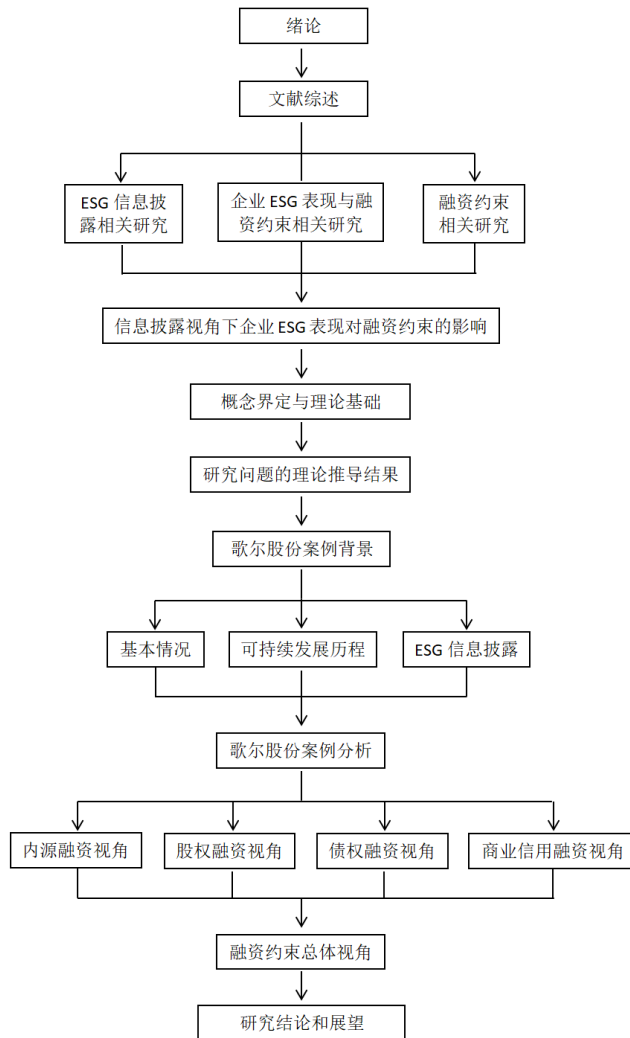 绪论
文献综述
ESG 信息披
露相关研究
企业 ESG 表现与融
资约束相关研究
融资约束
相关研究
信息披露视角下企业 ESG 表现对融资约束的影响
概念界定与理论基础
研究问题的理论推导结果
歌尔股份案例背景
基本情况
可持续发展历程
ESG 信息披露
歌尔股份案例分析
内源融资视角
股权融资视角
债权融资视角
商业信用融资视角
融资约束总体视角
研究结论和展望